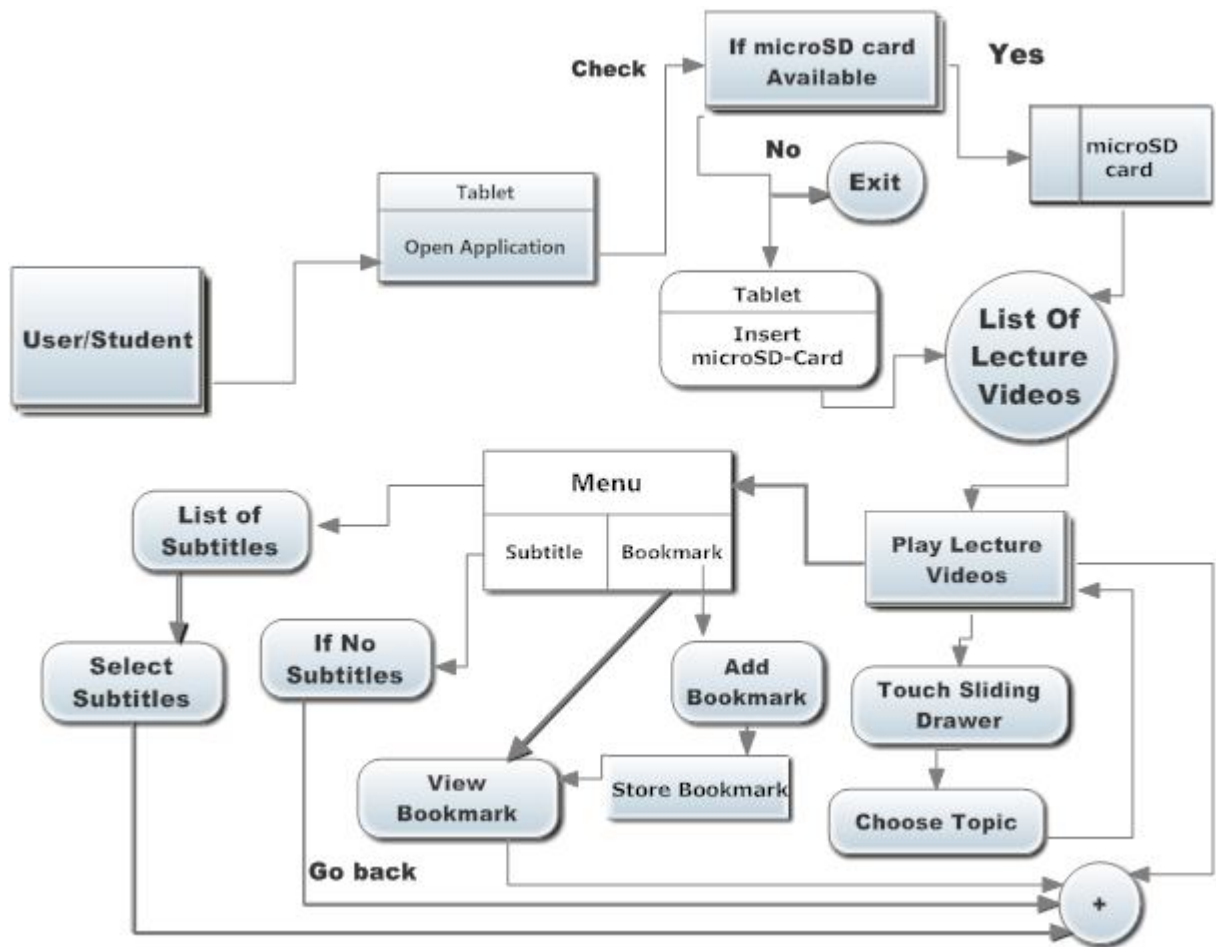 If microSD card
Available
Yes
Check
microSD
card
No
Exit
Tablet
Open Application
User/Student
Tablet
Insert
microSD-Card
List Of
Lecture
Videos
Menu
Subtitle
Bookmark
List of
Subtitles
Play Lecture
Videos
Select
Subtitles
If No
Subtitles
Add
Bookmark
Touch Sliding
Drawer
View
Bookmark
Store Bookmark
Choose Topic
Go back
+